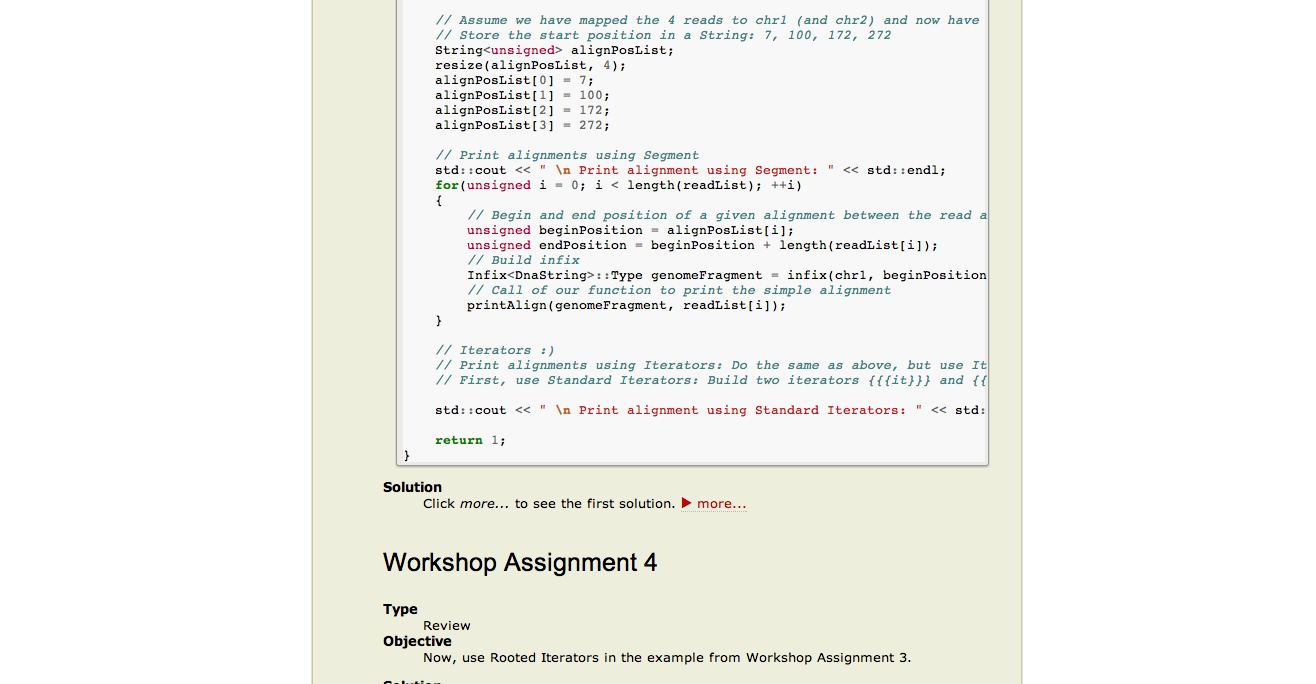 // Assume we have mapped the 4 reads to chr1 (and chr2) and now have
// Store the start position in a String: 7, 100, 172, 272
String<unsigned> alignPosList;
resize(alignPosList, 4);
alignPosList[0] = 7;
alignPosList[1] = 100;
alignPosList[2] = 172;
alignPosList[3] = 272;
// Print alignments using Segment
std::cout << " \n Print alignment using Segment: " << std::endl;
for(unsigned i = 0; i < length(readList); ++i)
{
// Begin and end position of a given alignment between the read a
unsigned beginPosition = alignPosList[i];
unsigned endPosition = beginPosition + length(readList[i]);
// Build infix
Infix<DnaString>::Type genomeFragment = infix(chr1, beginPosition
// Call of our function to print the simple alignment
printAlign(genomeFragment, readList[i]);
}
// Iterators :)
// Print alignments using Iterators: Do the same as above, but use It
// First, use Standard Iterators: Build two iterators {{{it}}} and {{
std::cout << " \n Print alignment using Standard Iterators: " << std:
return 1;
}
Solution
Click more... to see the first solution. ▶ more...
Workshop Assignment 4
Type
Review
Objective
Now, use Rooted Iterators in the example from Workshop Assignment 3.
Solution